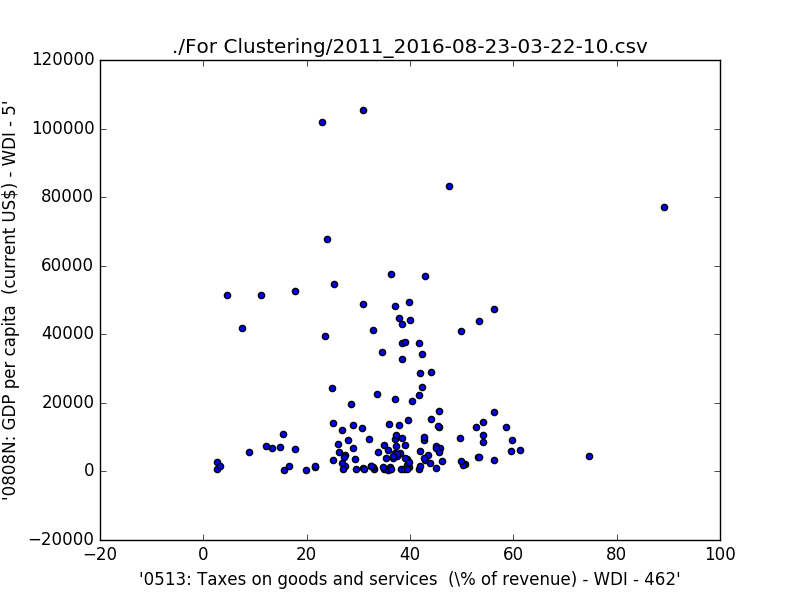 ./For Clustering/2011_2016-08-23-03-22-10.csv
120000
100000
80000
60000
40000
20000
0
−20000
'0808N: GDP per capita  (current US$) - WDI - 5'
−20 0 20 40 60 80 100
'0513: Taxes on goods and services  (\% of revenue) - WDI - 462'